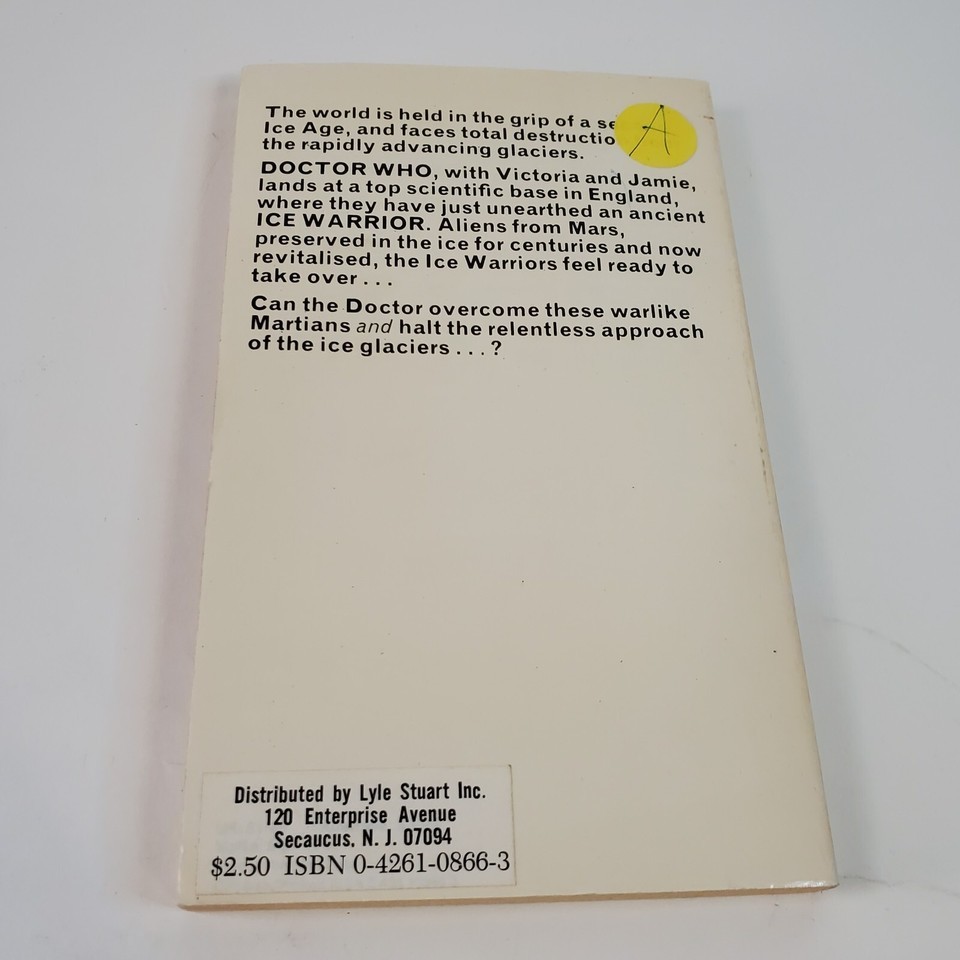 The world is held in the grip of a
Ice Age, and faces total
the rapidly advancing glaciers.
DOCTOR WHO, with Victoria and Jamie,
lands at a top scientific base in England,
where they have just unearthed an ancient
ICE WARRIOR. Aliens from Mars,
preserved in the ice for centuries and now
revitalised, the Ice Warriors feel ready to
take over . . .
Can the Doctor overcome these warlike
Martians and halt the relentless approach
of the ice glaciers . . . ?
A
Distributed by Lyle Stuart Inc.
120 Enterprise Avenue
Secaucus, N. J. 07094
$2.50 ISBN 0-4261-0866-3